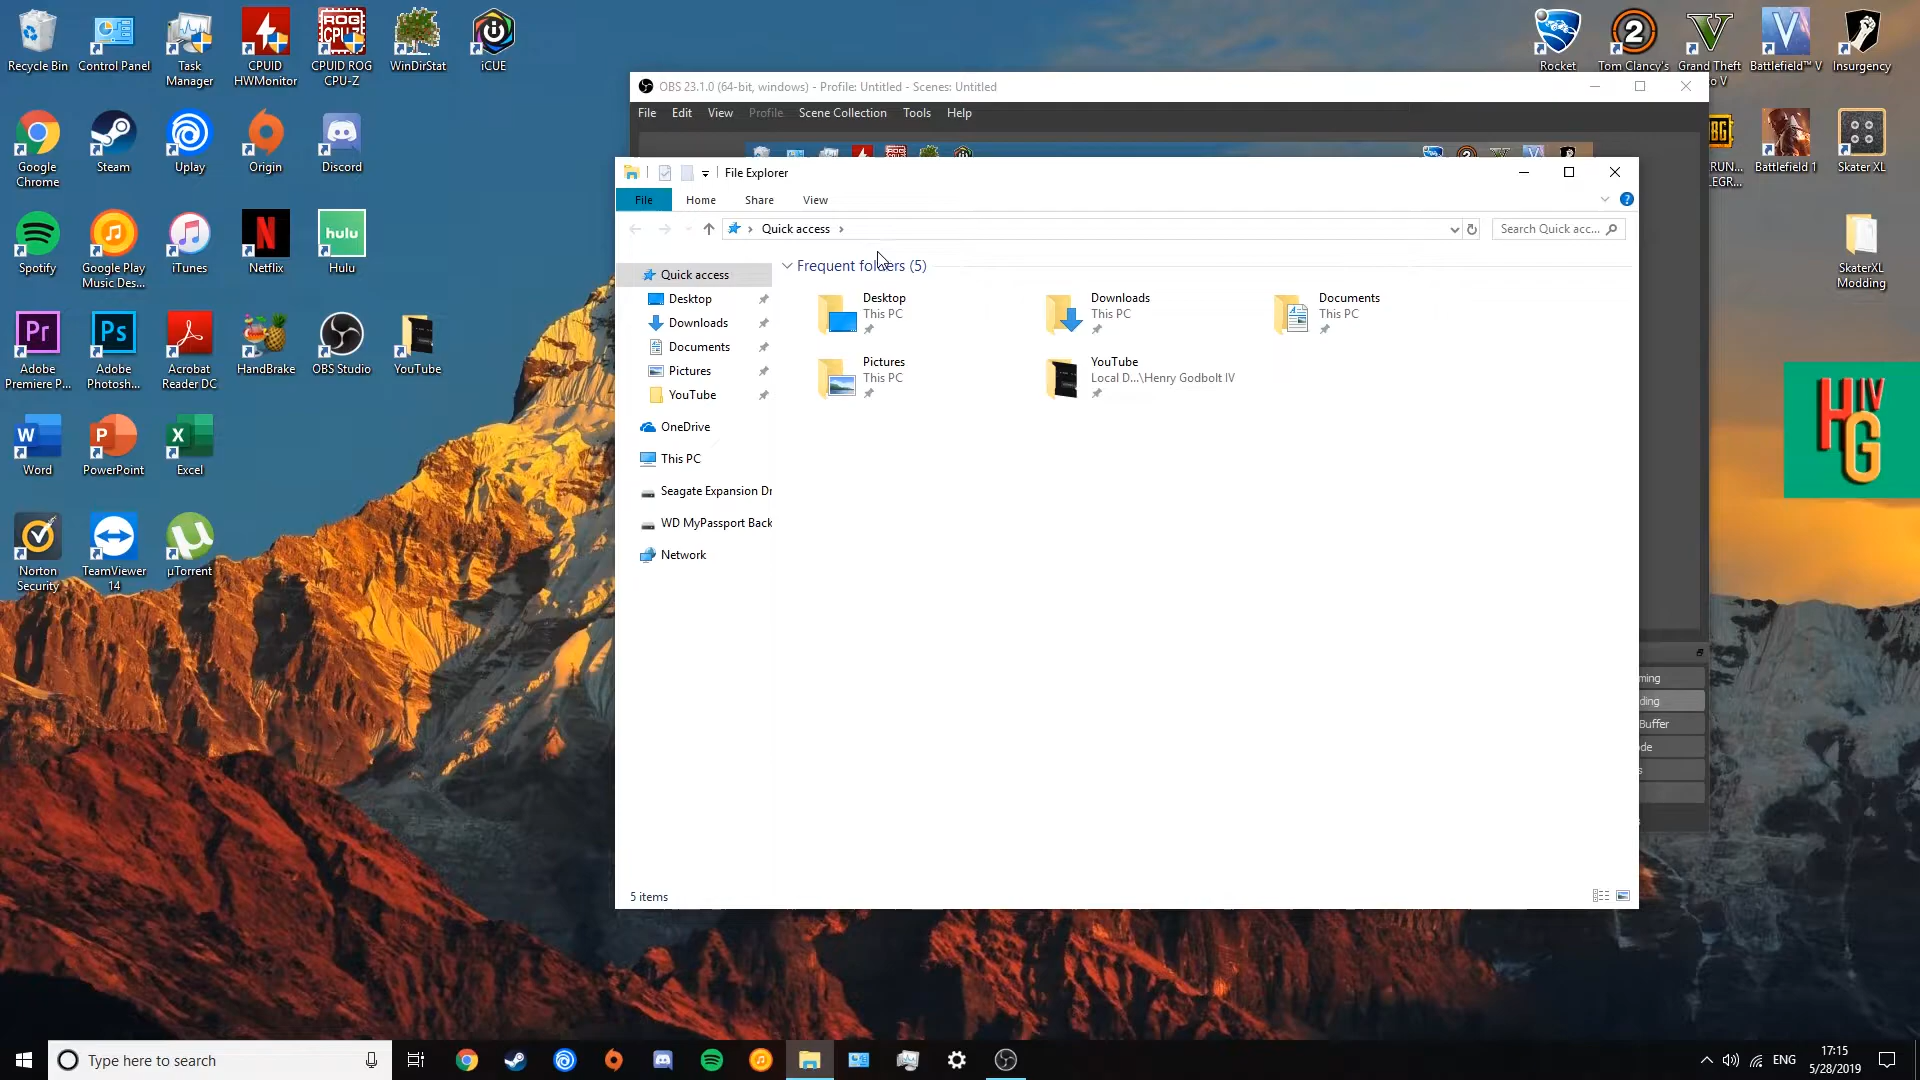 Recycle Bin
Control Panel
Task
Manager
CPUID
HWMonitor
CPUID ROG
CPU-Z
WinDirStat
iCUE
Google
Chrome
Steam
Uplay
Origin
Discord
Spotify
Google Play
Music Des...
iTunes
Netflix
hulu
Hulu
Pr
Adobe
Premiere P...
Ps
Adobe
Photosh...
Acrobat
Reader DC
HandBrake
OBS Studio
YouTube
Word
PowerPoint
Excel
Norton
Security
TeamViewer
14
µTorrent
Rocket
Tom Clancy's
Grand Theft
o V
Battlefield™ V
Insurgency
Battlefield 1
Skater XL
SkaterXL
Modding
HG IV
OBS 23.1.0 (64-bit, windows) - Profile: Untitled - Scenes: Untitled
File Edit View Profile Scene Collection Tools Help
File Explorer
File Home Share View
Quick access
Search Quick acc...
Quick access
Desktop
Downloads
Documents
Pictures
YouTube
OneDrive
This PC
Seagate Expansion Dr
WD MyPassport Back
Network
Frequent folders (5)
Desktop
This PC
Downloads
This PC
Documents
This PC
Pictures
This PC
YouTube
Local D...\Henry Godbolt IV
5 items
ming
ding
Buffer
de
s
Type here to search
ENG
17:15
5/28/2019